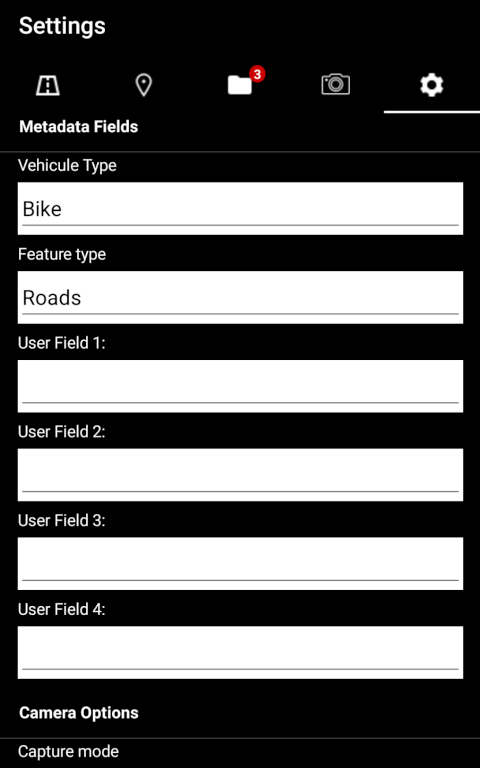 Settings
3
Metadata Fields
Vehicule Type
Bike
Feature type
Roads
User Field 1:
User Field 2:
User Field 3:
User Field 4:
Camera Options
Capture mode